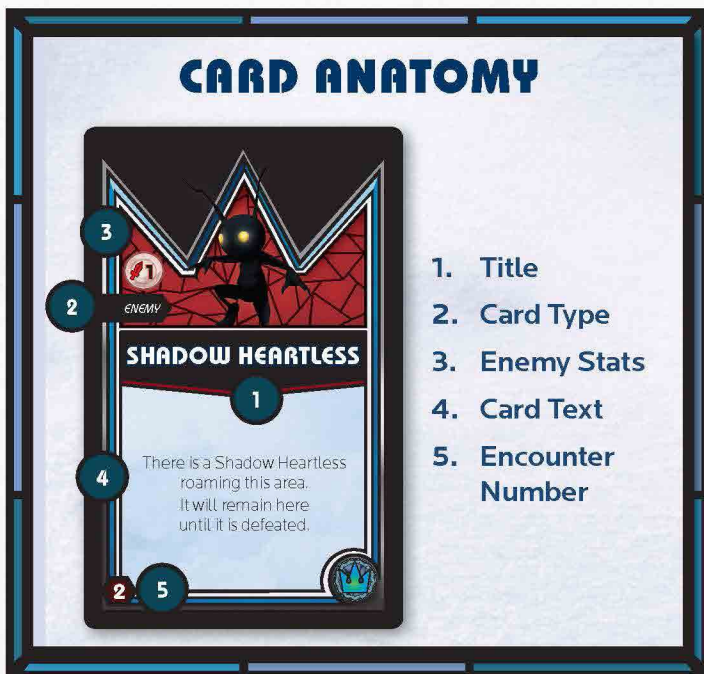 CARD ANATOMY
3
1
2
ENEMY
SHADOW HEARTLESS
1
4
There is a Shadow Heartless
roaming this area.
It will remain here
until it is defeated.
2
5
1. Title
2. Card Type
3. Enemy Stats
4. Card Text
5. Encounter
Number